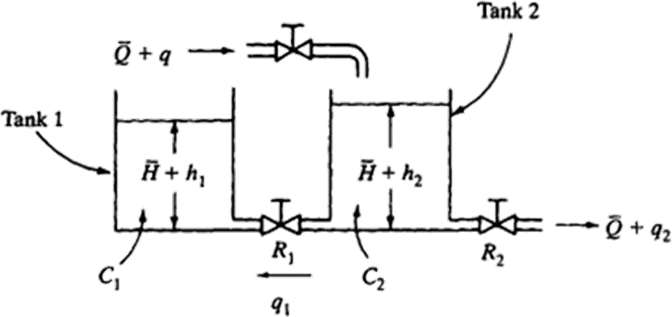 Tank 2
Q̄ + q
Tank 1
H̄ + h₁
H̄ + h₂
Q̄ + q₂
C₁
R₁
C₂
R₂
q₁